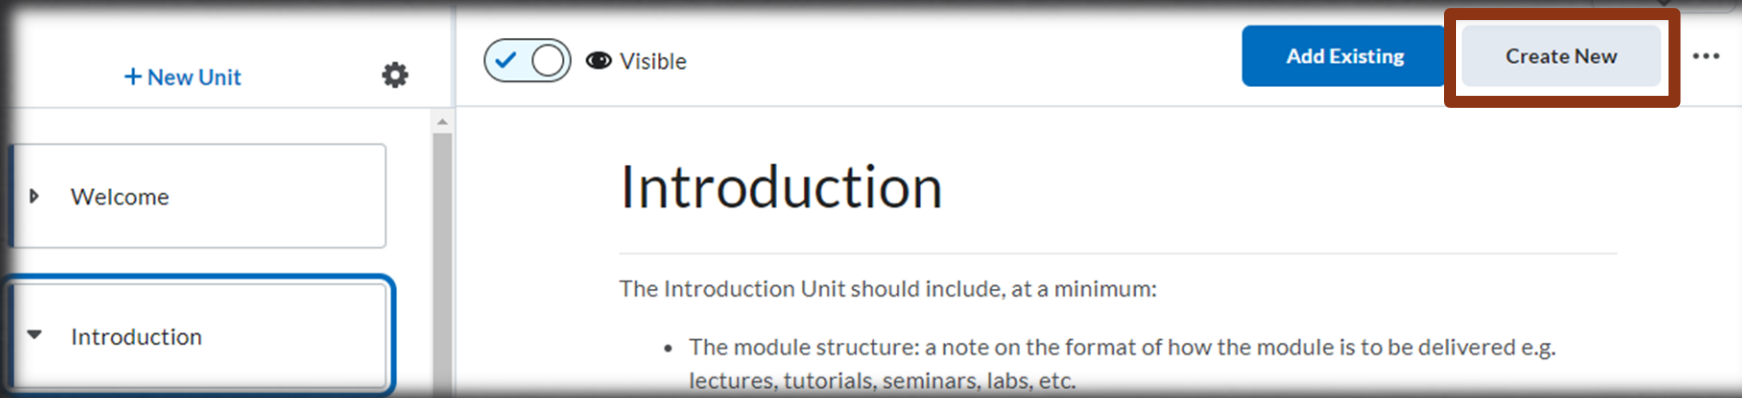 + New Unit
Visible
Add Existing
Create New
Welcome
Introduction
Introduction
The Introduction Unit should include, at a minimum:
• The module structure: a note on the format of how the module is to be delivered e.g.
lectures, tutorials, seminars, labs, etc.